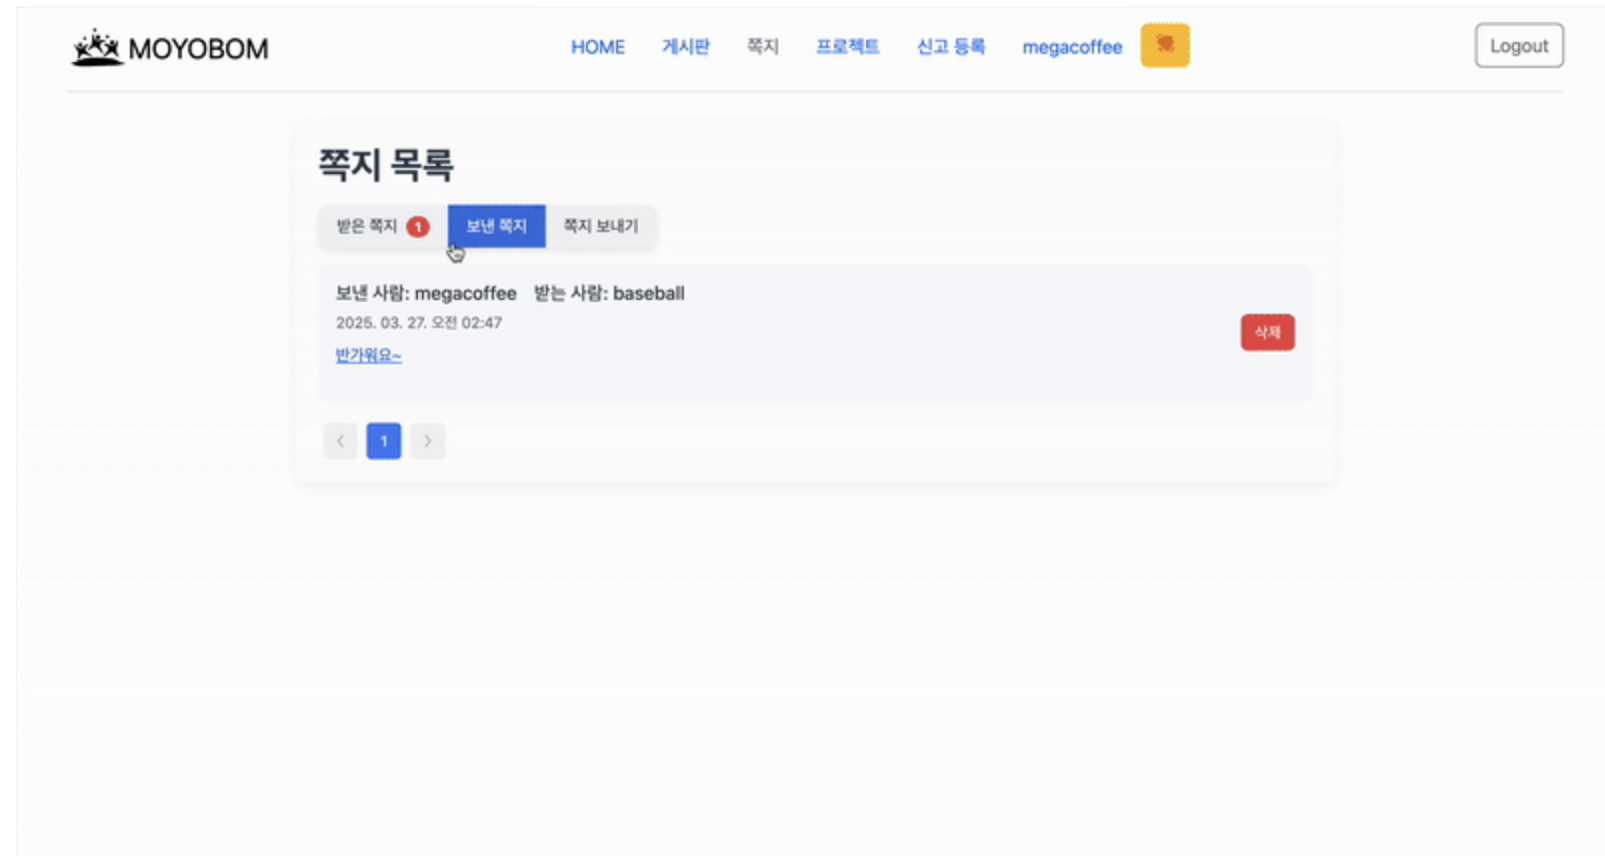 MOYOBOM
HOME 게시판 쪽지 프로젝트 신고 등록 megacoffee
Logout
쪽지 목록
받은 쪽지 1 보낸 쪽지 쪽지 보내기
보낸 사람: megacoffee 받는 사람: baseball
2025. 03. 27. 오전 02:47
삭제
반가워요~
< 1 >